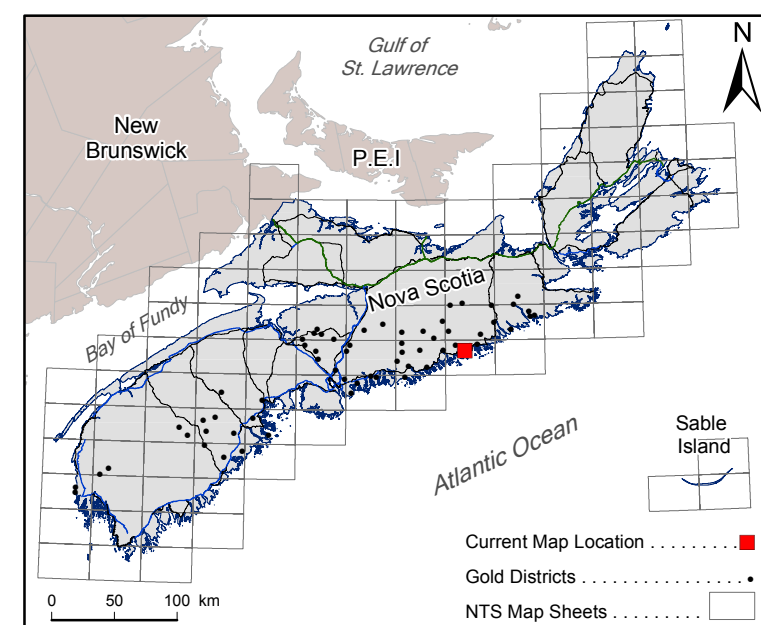 Gulf of
St. Lawrence
N
New
Brunswick
P.E.I
Nova Scotia
Bay of Fundy
Sable
Island
Atlantic Ocean
Current Map Location . . . . . . . . .
Gold Districts . . . . . . . . . . . . . . . .
NTS Map Sheets . . . . . . . . .
0 50 100 km